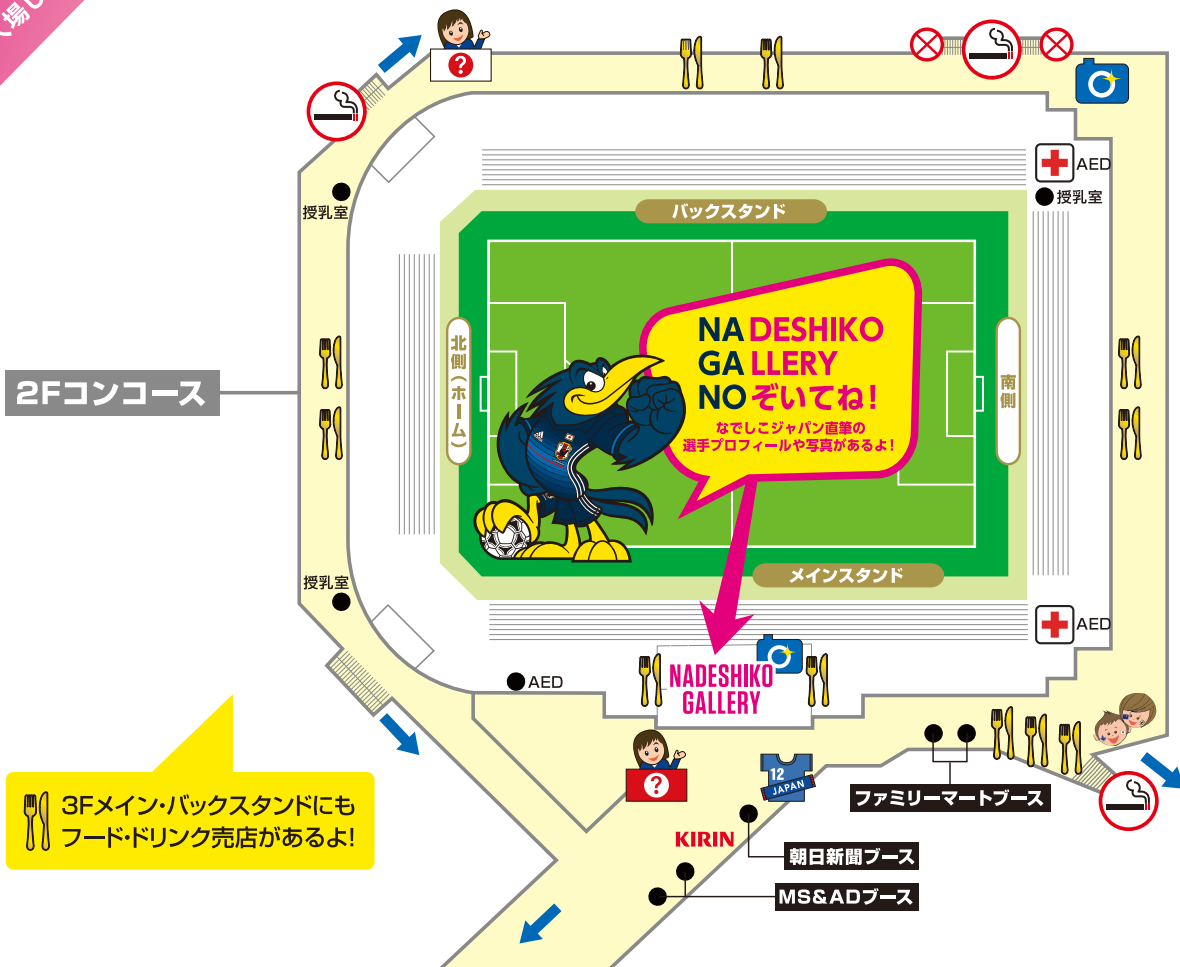 場し
?
AED
授乳室
授乳室
バックスタンド
NADESHIKO
GALLERY
NOぞいてね!
なでしこジャパン直筆の
選手プロフィールや写真があるよ!
北側(ホーム)
南側
2Fコンコース
メインスタンド
授乳室
AED
AED
NADESHIKO
GALLERY
?
12
JAPAN
ファミリーマートブース
KIRIN
朝日新聞ブース
MS&ADブース
3Fメイン・バックスタンドにも
フード・ドリンク売店があるよ!